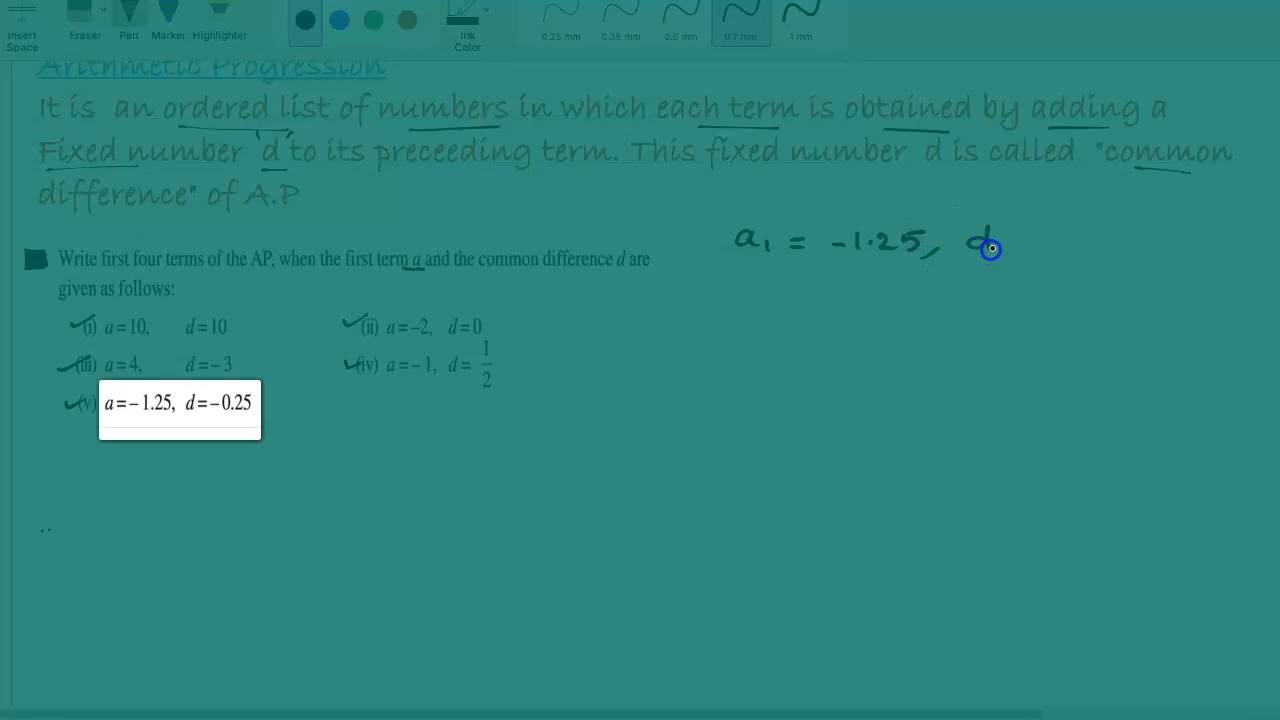 Insert Space
Eraser
Pen
Marker
Highlighter
Ink Color
0.25 mm
0.35 mm
0.5 mm
0.7 mm
1 mm
Arithmetic Progression
It is an ordered list of numbers in which each term is obtained by adding a
Fixed number 'd' to its preceeding term. This fixed number d is called "common
difference" of A.P
a₁ = -1.25, d
Write first four terms of the AP, when the first term a and the common difference d are
given as follows:
(i) a = 10, d = 10 (ii) a = –2, d = 0
(iii) a = 4, d = – 3 (iv) a = – 1, d = 1/2
(v) a = – 1.25, d = – 0.25